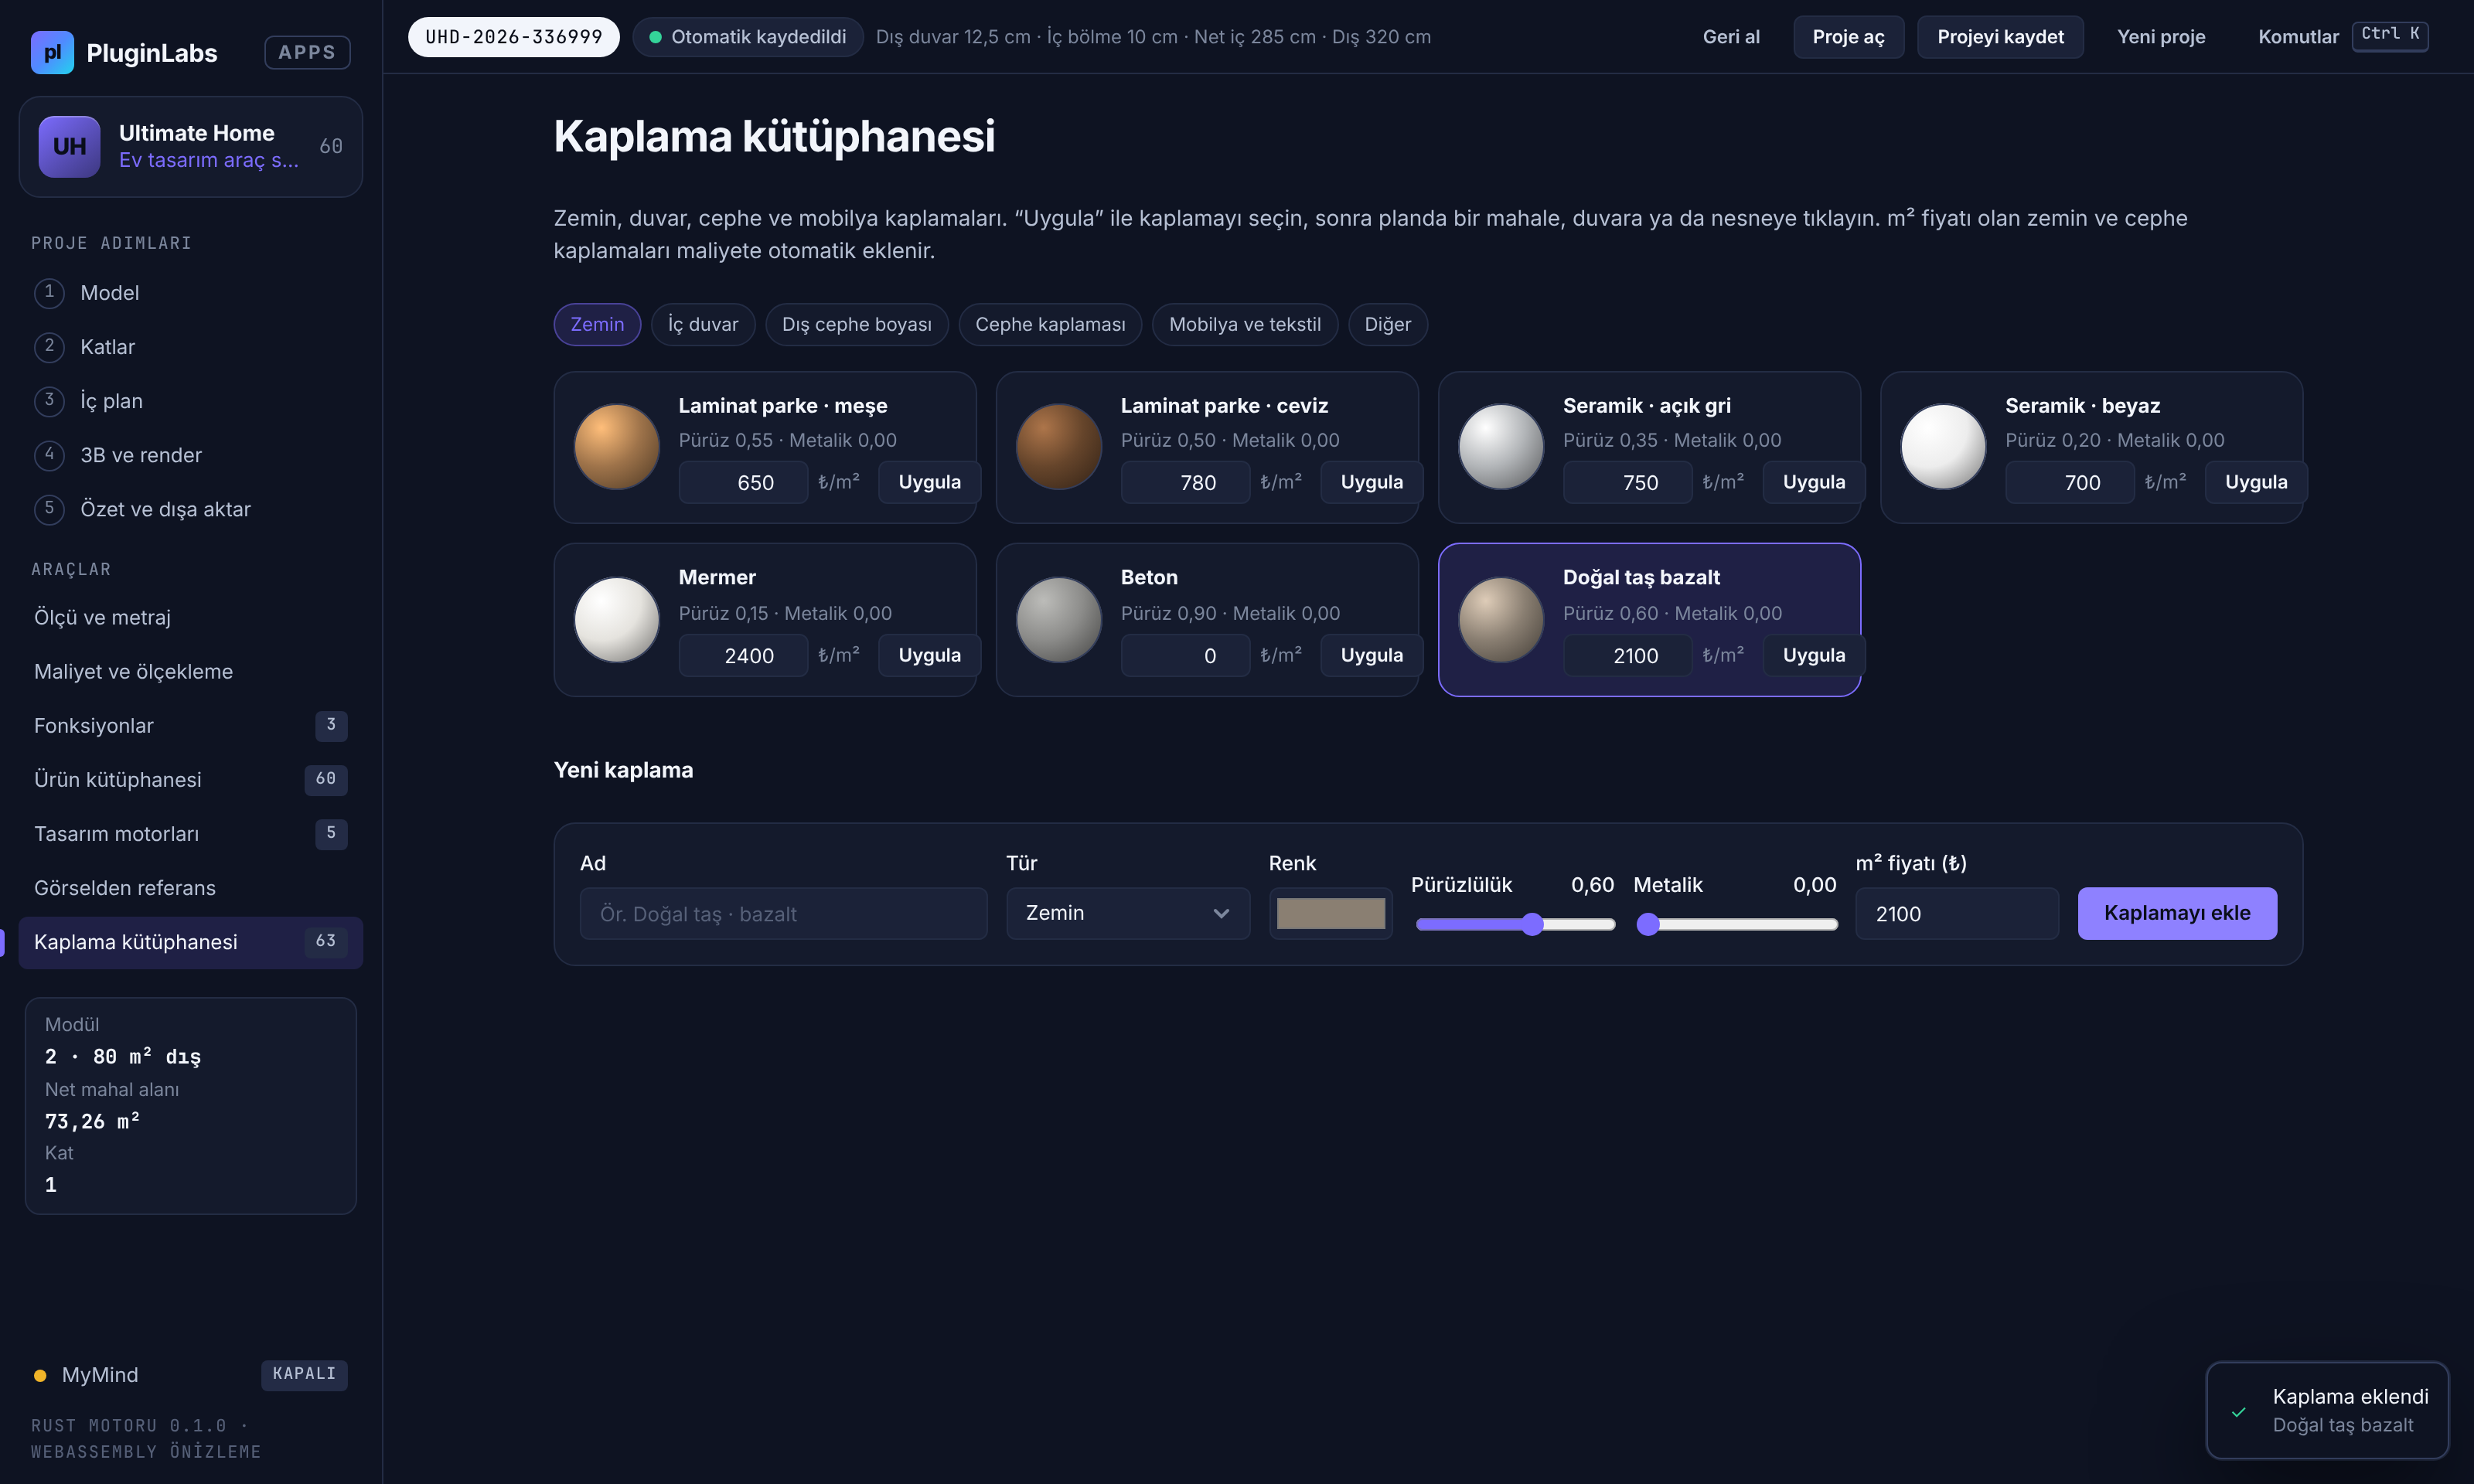 pl PluginLabs APPS
UH Ultimate Home 60
Ev tasarım araç s...
PROJE ADIMLARI
1 Model
2 Katlar
3 İç plan
4 3B ve render
5 Özet ve dışa aktar
ARAÇLAR
Ölçü ve metraj
Maliyet ve ölçekleme
Fonksiyonlar 3
Ürün kütüphanesi 60
Tasarım motorları 5
Görselden referans
Kaplama kütüphanesi 63
Modül
2 · 80 m² dış
Net mahal alanı
73,26 m²
Kat
1
MyMind KAPALI
RUST MOTORU 0.1.0 ·
WEBASSEMBLY ÖNİZLEME
UHD-2026-336999 Otomatik kaydedildi Dış duvar 12,5 cm · İç bölme 10 cm · Net iç 285 cm · Dış 320 cm Geri al Proje aç Projeyi kaydet Yeni proje Komutlar Ctrl K
Kaplama kütüphanesi
Zemin, duvar, cephe ve mobilya kaplamaları. “Uygula” ile kaplamayı seçin, sonra planda bir mahale, duvara ya da nesneye tıklayın. m² fiyatı olan zemin ve cephe
kaplamaları maliyete otomatik eklenir.
Zemin İç duvar Dış cephe boyası Cephe kaplaması Mobilya ve tekstil Diğer
Laminat parke · meşe
Pürüz 0,55 · Metalik 0,00
650 ₺/m² Uygula
Laminat parke · ceviz
Pürüz 0,50 · Metalik 0,00
780 ₺/m² Uygula
Seramik · açık gri
Pürüz 0,35 · Metalik 0,00
750 ₺/m² Uygula
Seramik · beyaz
Pürüz 0,20 · Metalik 0,00
700 ₺/m² Uygula
Mermer
Pürüz 0,15 · Metalik 0,00
2400 ₺/m² Uygula
Beton
Pürüz 0,90 · Metalik 0,00
0 ₺/m² Uygula
Doğal taş bazalt
Pürüz 0,60 · Metalik 0,00
2100 ₺/m² Uygula
Yeni kaplama
Ad
Ör. Doğal taş · bazalt
Tür
Zemin
Renk
Pürüzlülük 0,60
Metalik 0,00
m² fiyatı (₺)
2100
Kaplamayı ekle
Kaplama eklendi
Doğal taş bazalt